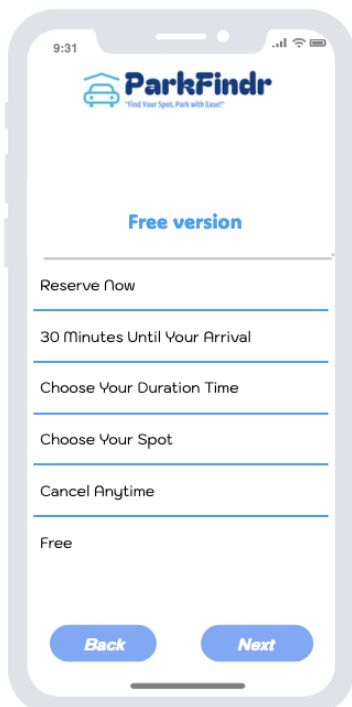 9:31
ParkFindr
"Find Your Spot, Park with Ease!"
Free version
Reserve Now
30 Minutes Until Your Arrival
Choose Your Duration Time
Choose Your Spot
Cancel Anytime
Free
Back
Next